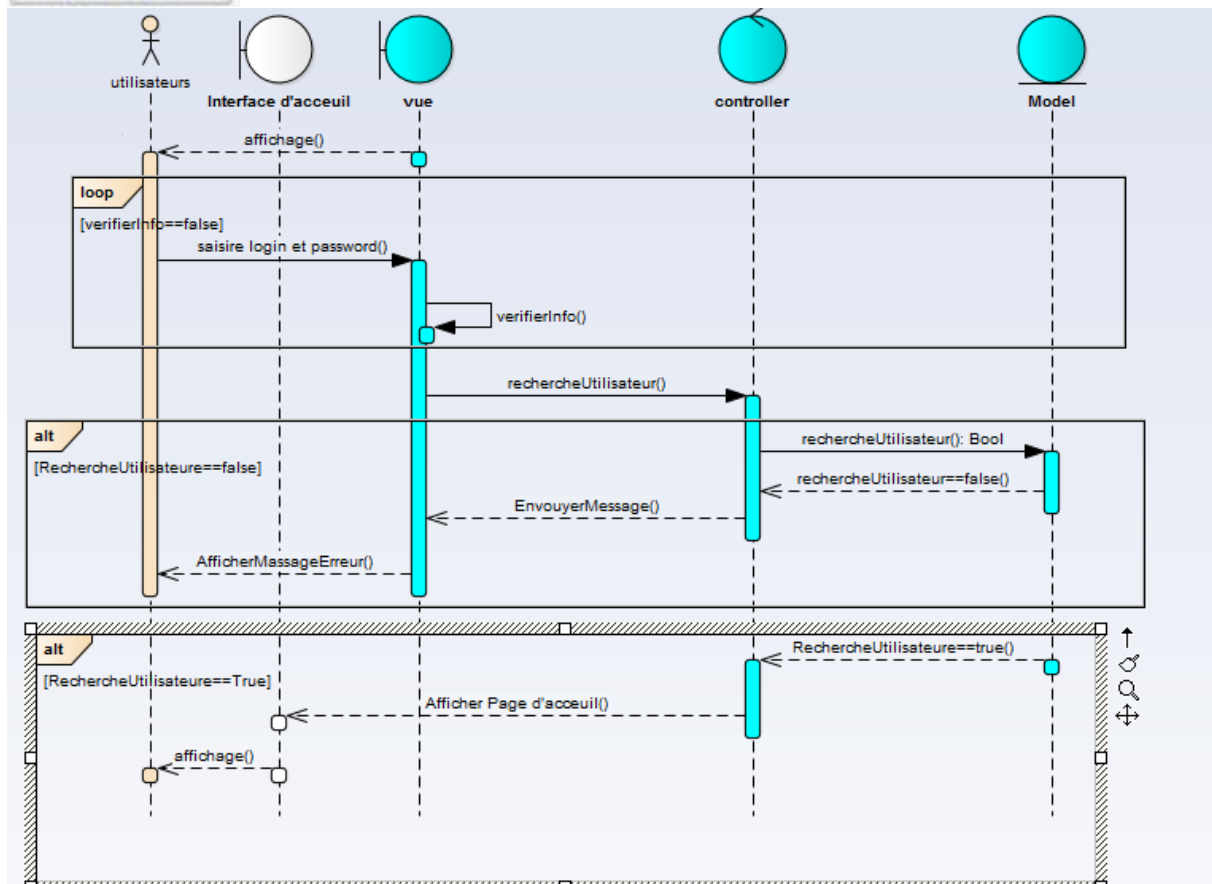 utilisateurs
Interface d'acceuil
vue
controller
Model
affichage()
loop
[verifierInfo==false]
saisire login et password()
verifierInfo()
rechercheUtilisateur()
alt
[RechercheUtilisateure==false]
rechercheUtilisateur(): Bool
rechercheUtilisateur==false()
EnvouyerMessage()
AfficherMassageErreur()
alt
[RechercheUtilisateure==True]
RechercheUtilisateure==true()
Afficher Page d'acceuil()
affichage()